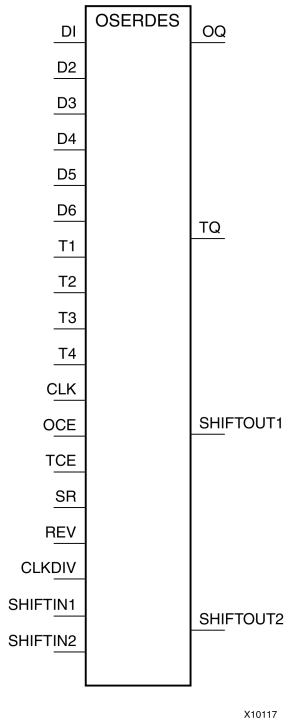 OSERDES
DI
D2
D3
D4
D5
D6
T1
T2
T3
T4
CLK
OCE
TCE
SR
REV
CLKDIV
SHIFTIN1
SHIFTIN2
OQ
TQ
SHIFTOUT1
SHIFTOUT2
X10117